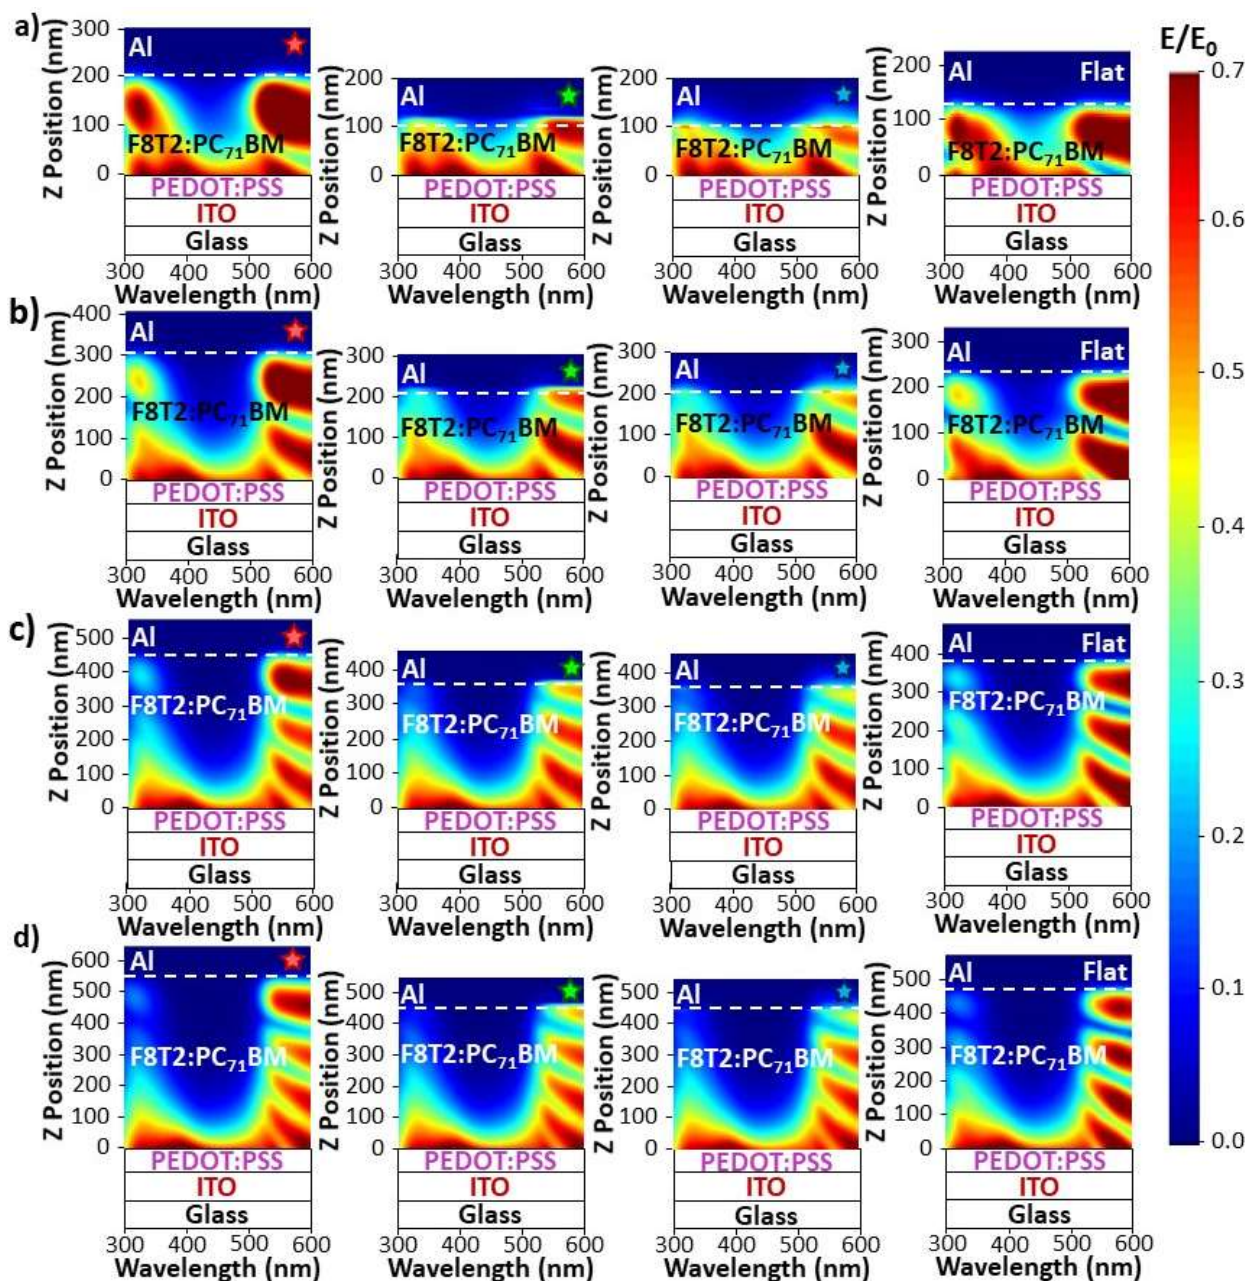 a)
Z Position (nm)
300
200
100
0
Al
F8T2:PC₇₁BM
PEDOT:PSS
ITO
Glass
300 400 500 600
Wavelength (nm)
Z Position (nm)
200
100
0
Al
F8T2:PC₇₁BM
PEDOT:PSS
ITO
Glass
300 400 500 600
Wavelength (nm)
Z Position (nm)
200
100
0
Al
F8T2:PC₇₁BM
PEDOT:PSS
ITO
Glass
300 400 500 600
Wavelength (nm)
Z Position (nm)
200
100
0
Al Flat
F8T2:PC₇₁BM
PEDOT:PSS
ITO
Glass
300 400 500 600
Wavelength (nm)
b)
Z Position (nm)
400
300
200
100
0
Al
F8T2:PC₇₁BM
PEDOT:PSS
ITO
Glass
300 400 500 600
Wavelength (nm)
Z Position (nm)
300
200
100
0
Al
F8T2:PC₇₁BM
PEDOT:PSS
ITO
Glass
300 400 500 600
Wavelength (nm)
Z Position (nm)
300
200
100
0
Al
F8T2:PC₇₁BM
PEDOT:PSS
ITO
Glass
300 400 500 600
Wavelength (nm)
Z Position (nm)
300
200
100
0
Al Flat
F8T2:PC₇₁BM
PEDOT:PSS
ITO
Glass
300 400 500 600
Wavelength (nm)
c)
Z Position (nm)
500
400
300
200
100
0
Al
F8T2:PC₇₁BM
PEDOT:PSS
ITO
Glass
300 400 500 600
Wavelength (nm)
Z Position (nm)
400
300
200
100
0
Al
F8T2:PC₇₁BM
PEDOT:PSS
ITO
Glass
300 400 500 600
Wavelength (nm)
Z Position (nm)
400
300
200
100
0
Al
F8T2:PC₇₁BM
PEDOT:PSS
ITO
Glass
300 400 500 600
Wavelength (nm)
Z Position (nm)
400
300
200
100
0
Al Flat
F8T2:PC₇₁BM
PEDOT:PSS
ITO
Glass
300 400 500 600
Wavelength (nm)
d)
Z Position (nm)
600
500
400
300
200
100
0
Al
F8T2:PC₇₁BM
PEDOT:PSS
ITO
Glass
300 400 500 600
Wavelength (nm)
Z Position (nm)
500
400
300
200
100
0
Al
F8T2:PC₇₁BM
PEDOT:PSS
ITO
Glass
300 400 500 600
Wavelength (nm)
Z Position (nm)
500
400
300
200
100
0
Al
F8T2:PC₇₁BM
PEDOT:PSS
ITO
Glass
300 400 500 600
Wavelength (nm)
Z Position (nm)
500
400
300
200
100
0
Al Flat
F8T2:PC₇₁BM
PEDOT:PSS
ITO
Glass
300 400 500 600
Wavelength (nm)
E/E₀
0.7
0.6
0.5
0.4
0.3
0.2
0.1
0.0